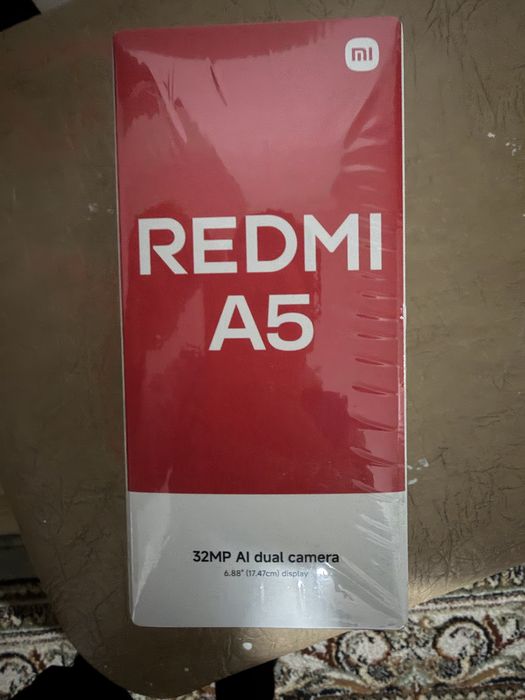 mi
REDMI
A5
32MP AI dual camera
6.88" (17.47cm) display